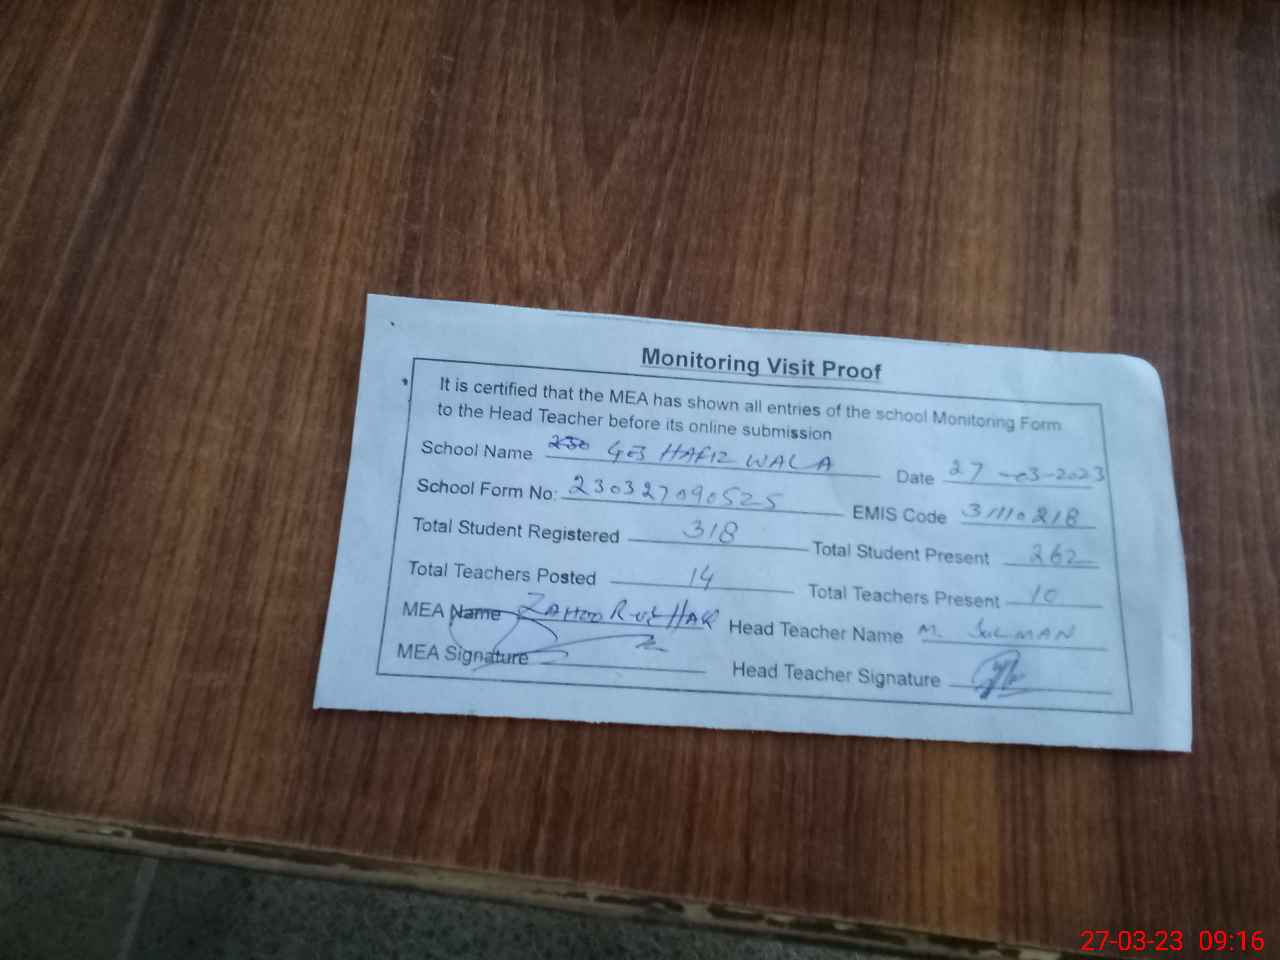 Monitoring Visit Proof
It is certified that the MEA has shown all entries of the school Monitoring Form
to the Head Teacher before its online submission
School Name GES HAFIZ WALA Date 27-03-2023
School Form No: 230327090525 EMIS Code 31110218
Total Student Registered 318 Total Student Present 262
Total Teachers Posted 14 Total Teachers Present 10
MEA Name ZAHOOR UL HAQ Head Teacher Name M. SULMAN
MEA Signature Head Teacher Signature
27-03-23 09:16